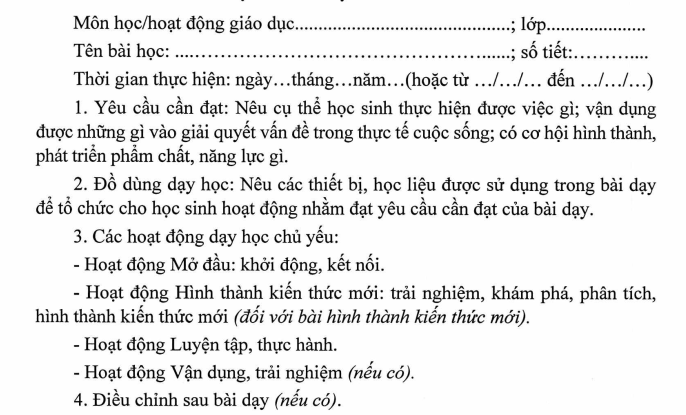 Môn học/hoạt động giáo dục..........................................; lớp....................
Tên bài học: ..............................................................; số tiết:................
Thời gian thực hiện: ngày…tháng…năm…(hoặc từ …/…/… đến …/…/…)
1. Yêu cầu cần đạt: Nêu cụ thể học sinh thực hiện được việc gì; vận dụng
được những gì vào giải quyết vấn đề trong thực tế cuộc sống; có cơ hội hình thành,
phát triển phẩm chất, năng lực gì.
2. Đồ dùng dạy học: Nêu các thiết bị, học liệu được sử dụng trong bài dạy
để tổ chức cho học sinh hoạt động nhằm đạt yêu cầu cần đạt của bài dạy.
3. Các hoạt động dạy học chủ yếu:
- Hoạt động Mở đầu: khởi động, kết nối.
- Hoạt động Hình thành kiến thức mới: trải nghiệm, khám phá, phân tích,
hình thành kiến thức mới (đối với bài hình thành kiến thức mới).
- Hoạt động Luyện tập, thực hành.
- Hoạt động Vận dụng, trải nghiệm (nếu có).
4. Điều chỉnh sau bài dạy (nếu có).